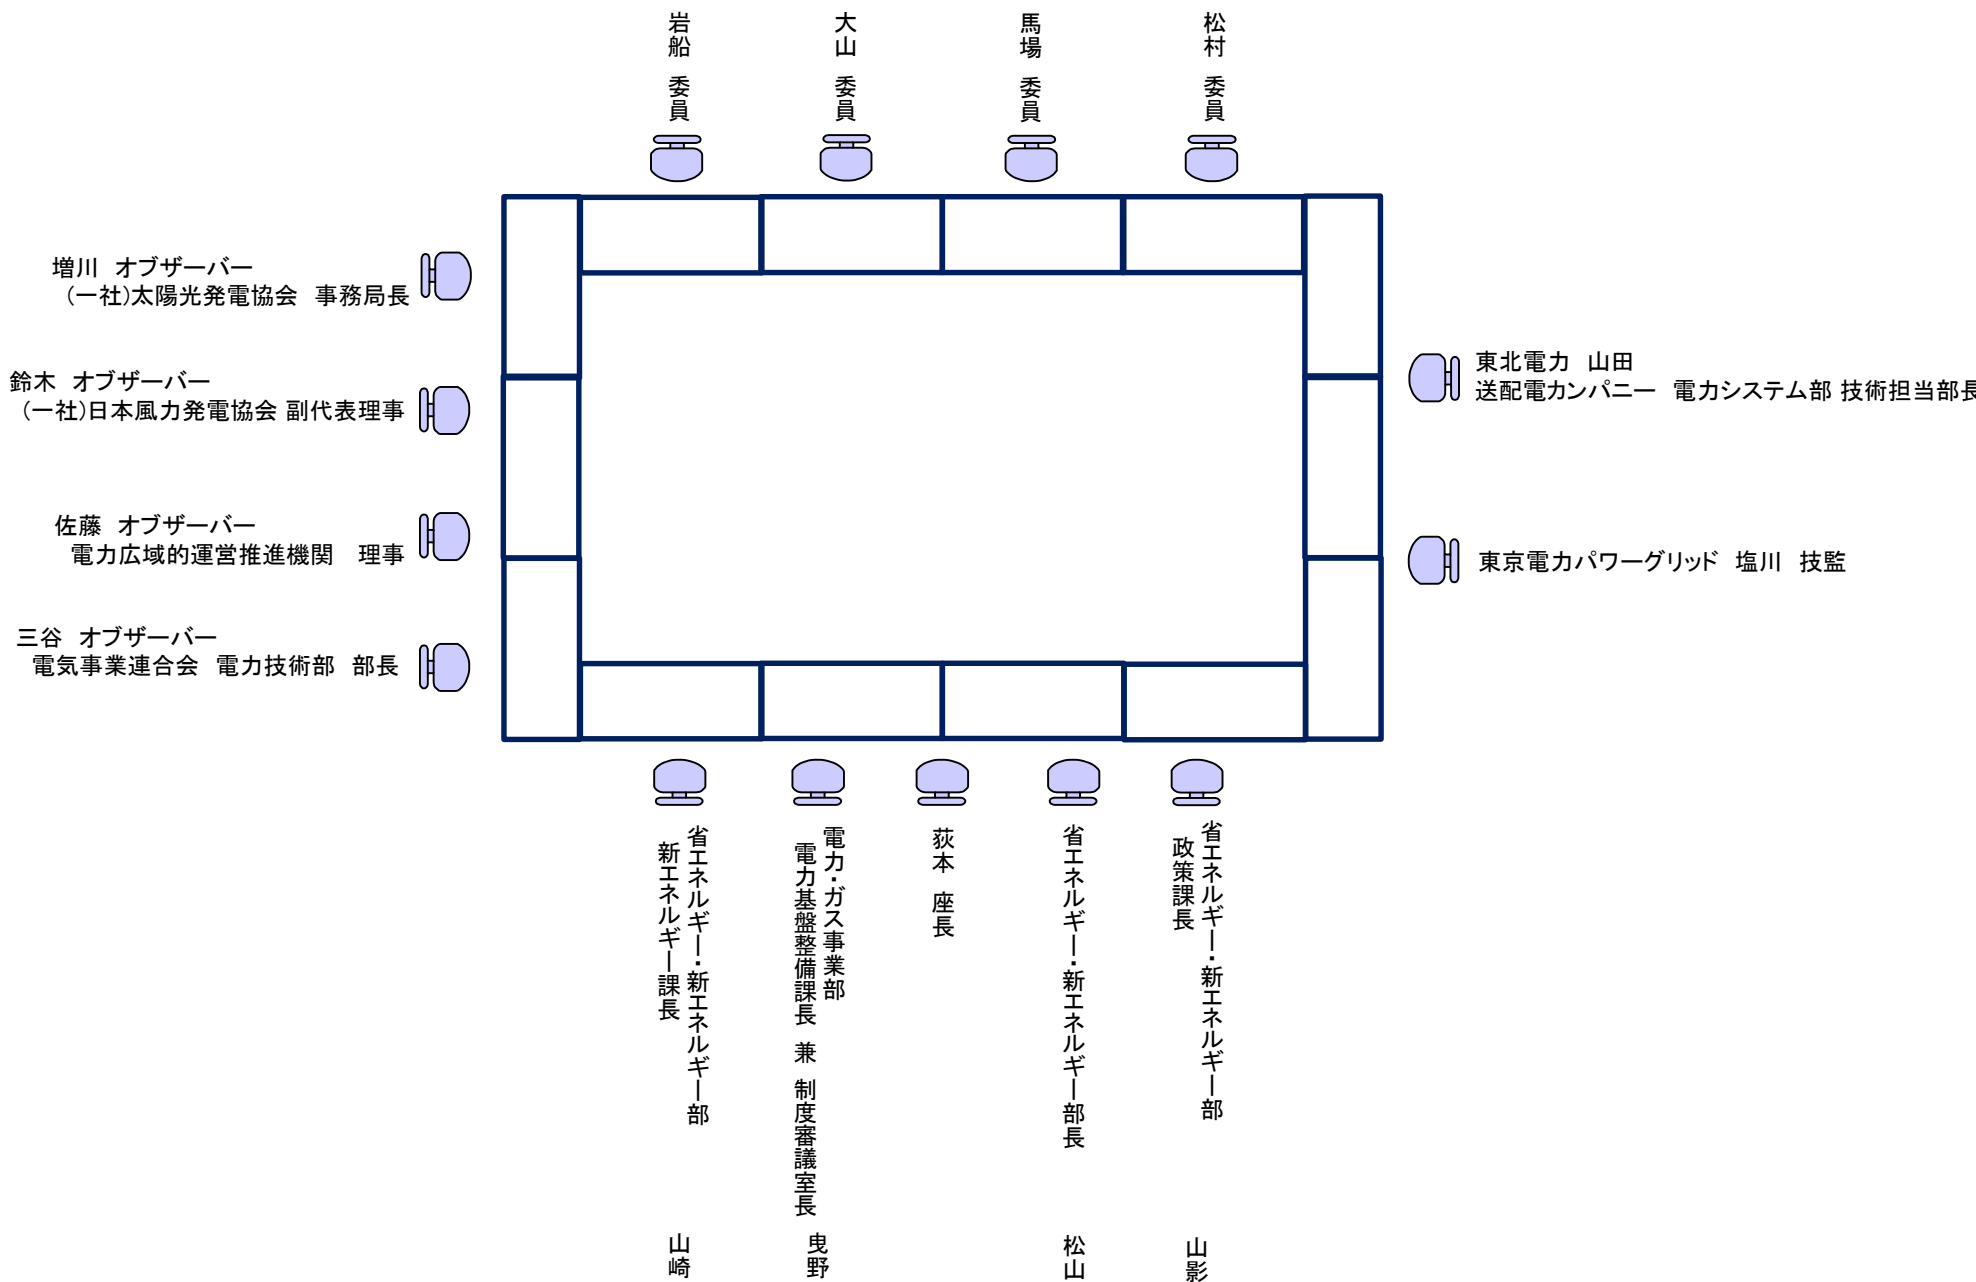 岩船 委員
大山 委員
馬場 委員
松村 委員
増川 オブザーバー
(一社)太陽光発電協会 事務局長
鈴木 オブザーバー
(一社)日本風力発電協会 副代表理事
佐藤 オブザーバー
電力広域的運営推進機関 理事
三谷 オブザーバー
電気事業連合会 電力技術部 部長
東北電力 山田
送配電カンパニー 電力システム部 技術担当部長
東京電力パワーグリッド 塩川 技監
省エネルギー・新エネルギー部
新エネルギー課長 山崎
電力・ガス事業部
電力基盤整備課長 兼 制度審議室長 曳野
荻本 座長
省エネルギー・新エネルギー部長 松山
省エネルギー・新エネルギー部
政策課長 山影